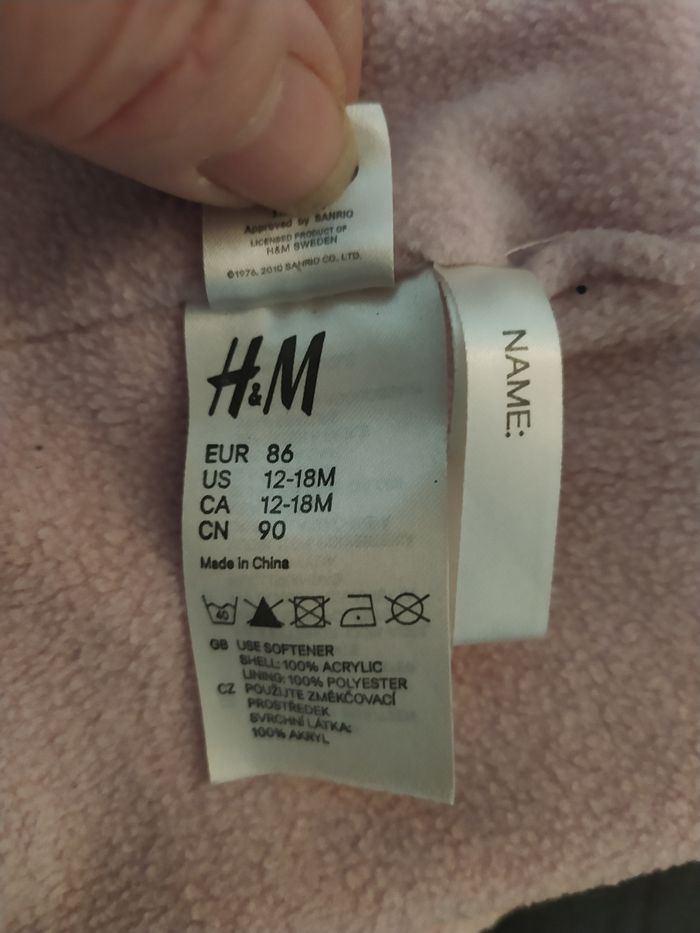 Approved by SANRIO
LICENSED PRODUCT OF
H&M SWEDEN
©1976, 2010 SANRIO CO., LTD.
H&M
EUR 86
US 12-18M
CA 12-18M
CN 90
Made in China
40
GB USE SOFTENER
SHELL: 100% ACRYLIC
LINING: 100% POLYESTER
CZ POUŽIJTE ZMĚKČOVACÍ
PROSTŘEDEK
SVRCHNÍ LÁTKA:
100% AKRYL
NAME: